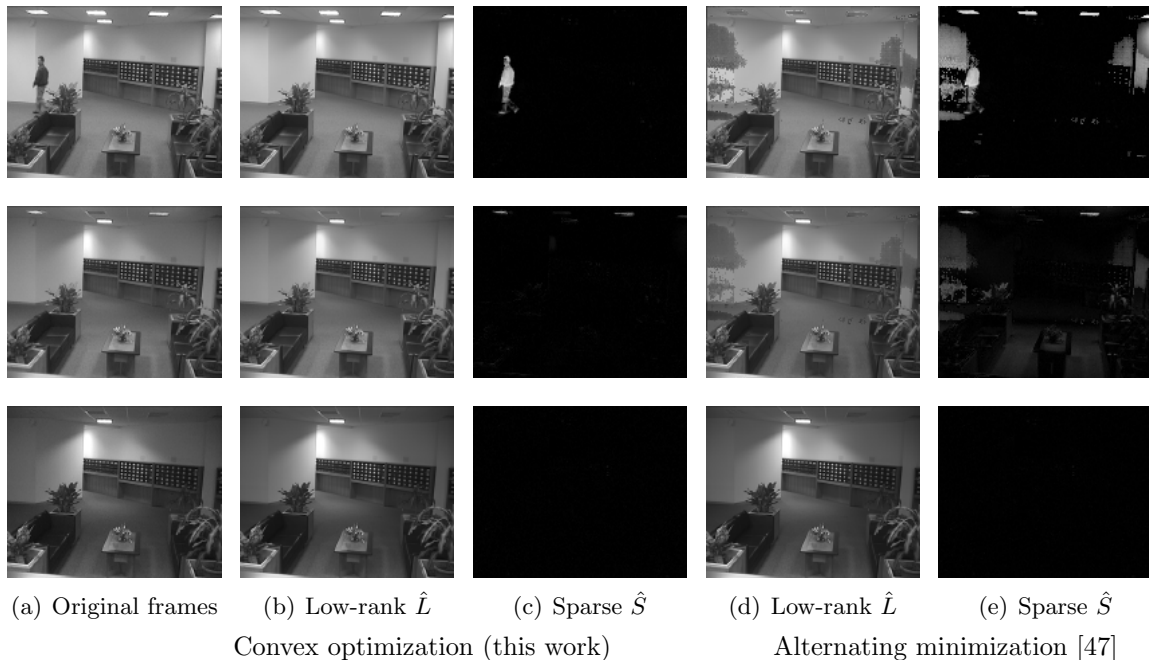 (a) Original frames (b) Low-rank L̂ (c) Sparse Ŝ (d) Low-rank L̂ (e) Sparse Ŝ
Convex optimization (this work) Alternating minimization [47]